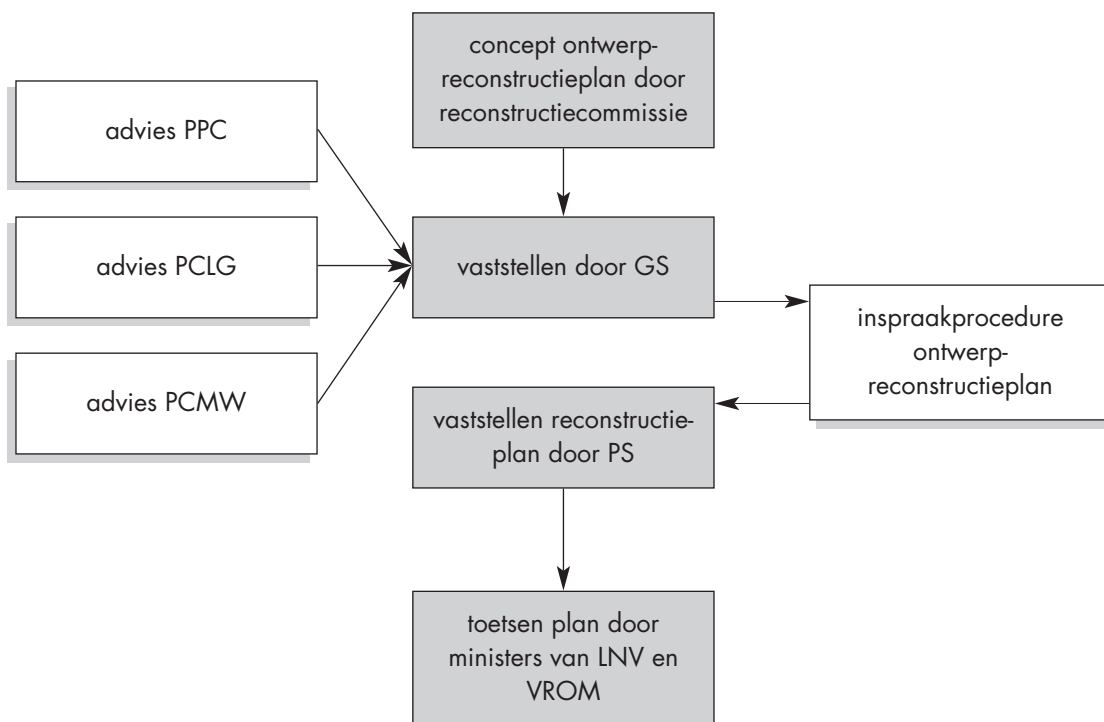 concept ontwerp-
reconstructieplan door
reconstructiecommissie
advies PPC
advies PCLG
advies PCMW
vaststellen door GS
inspraakprocedure
ontwerp-
reconstructieplan
vaststellen reconstructie-
plan door PS
toetsen plan door
ministers van LNV en
VROM